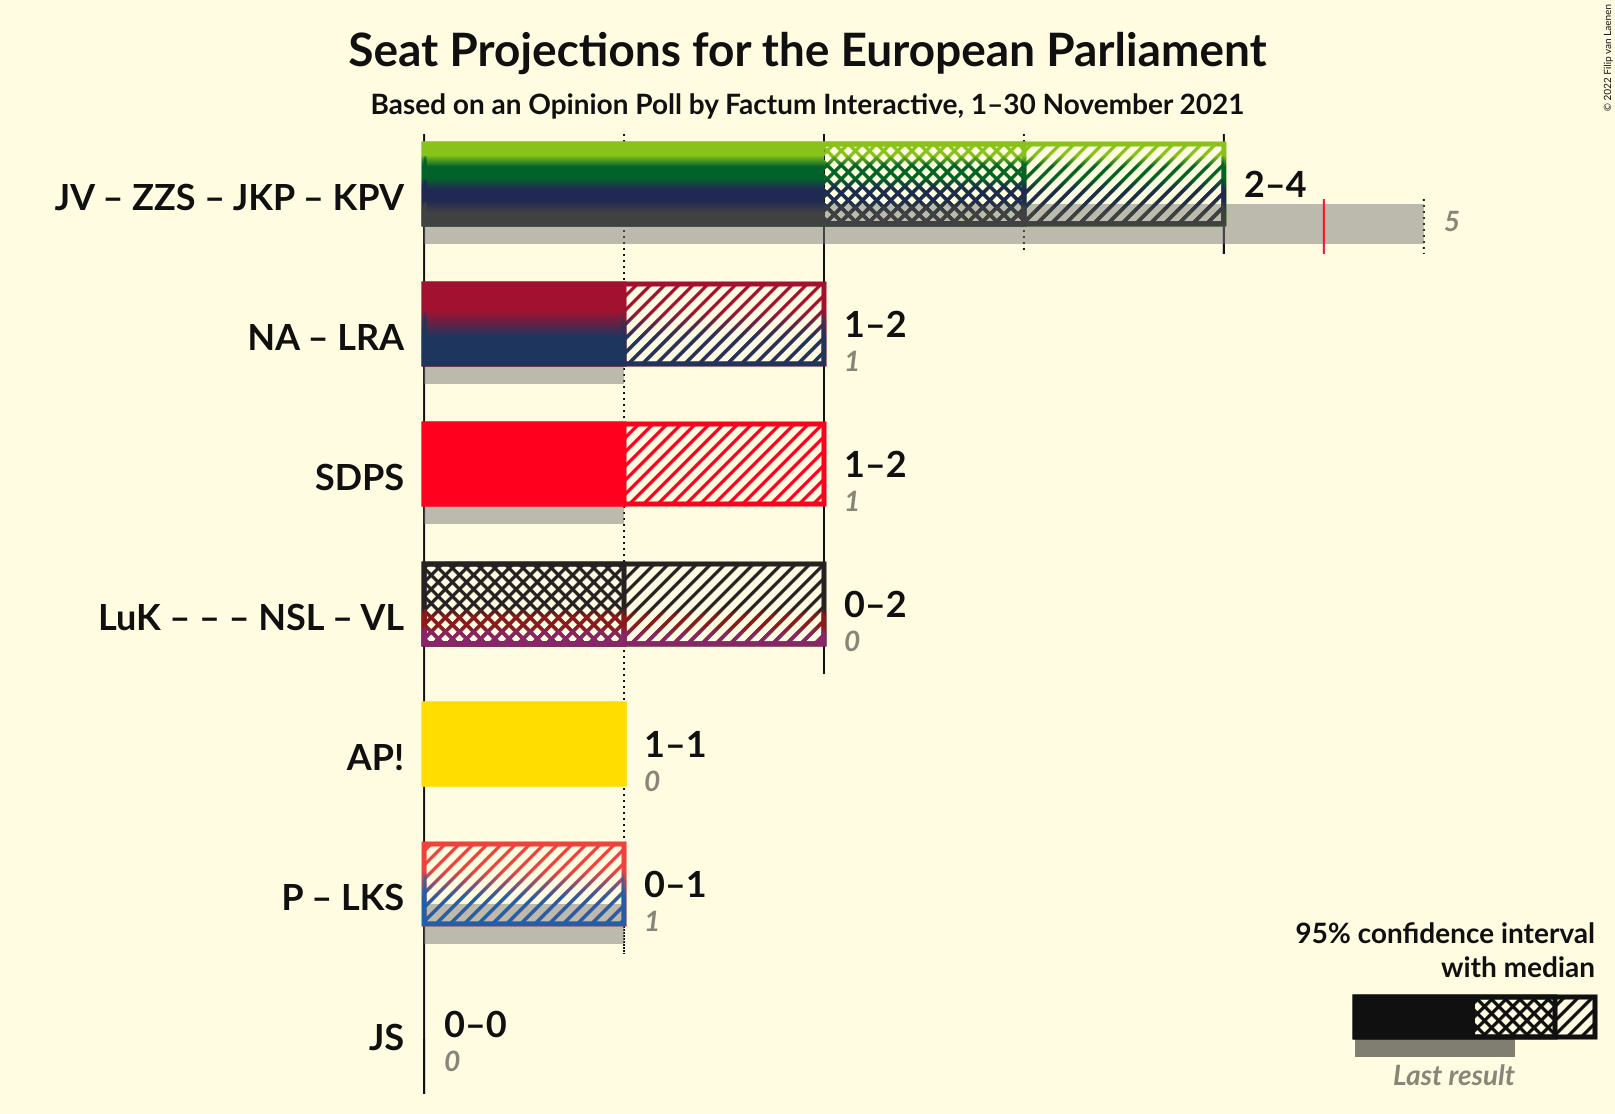 Seat Projections for the European Parliament
Based on an Opinion Poll by Factum Interactive, 1–30 November 2021
© 2022 Filip van Laenen
JV – ZZS – JKP – KPV
2–4
5
NA – LRA
1–2
1
SDPS
1–2
1
LuK – – – NSL – VL
0–2
0
AP!
1–1
0
P – LKS
0–1
1
JS
0–0
0
95% confidence interval
with median
Last result